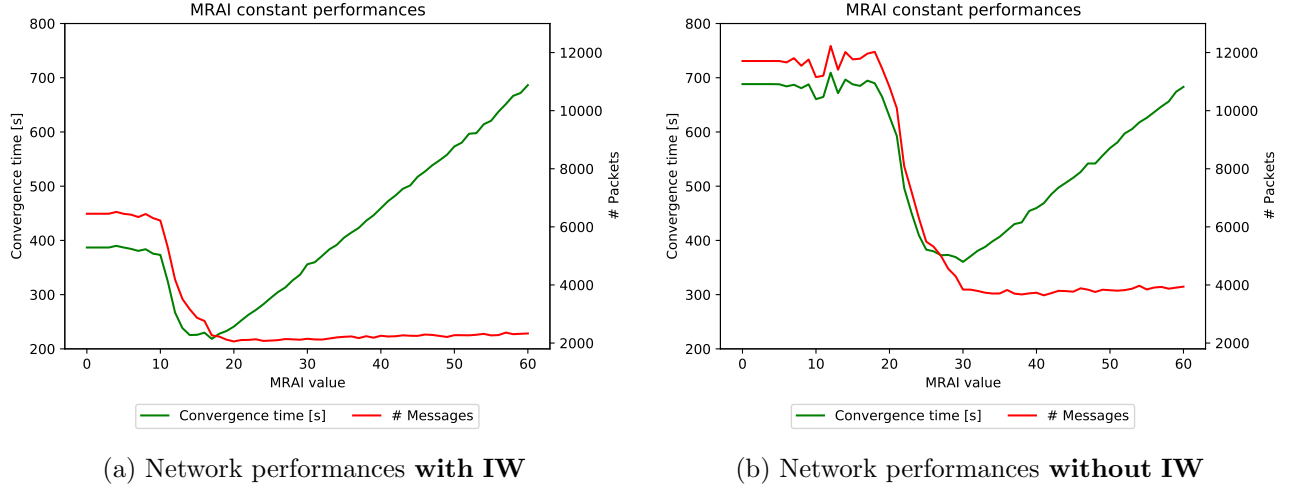 MRAI constant performances
800
700
600
500
400
300
200
Convergence time [s]
12000
10000
8000
6000
4000
2000
# Packets
0 10 20 30 40 50 60
MRAI value
Convergence time [s] # Messages
(a) Network performances with IW
MRAI constant performances
800
700
600
500
400
300
200
Convergence time [s]
12000
10000
8000
6000
4000
2000
# Packets
0 10 20 30 40 50 60
MRAI value
Convergence time [s] # Messages
(b) Network performances without IW